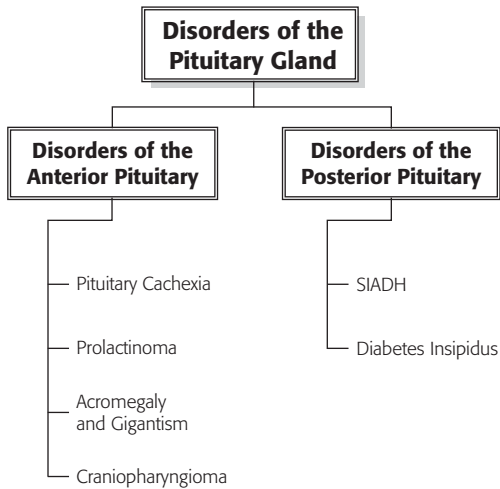 Disorders of the
Pituitary Gland
Disorders of the
Anterior Pituitary
Pituitary Cachexia
Prolactinoma
Acromegaly
and Gigantism
Craniopharyngioma
Disorders of the
Posterior Pituitary
SIADH
Diabetes Insipidus